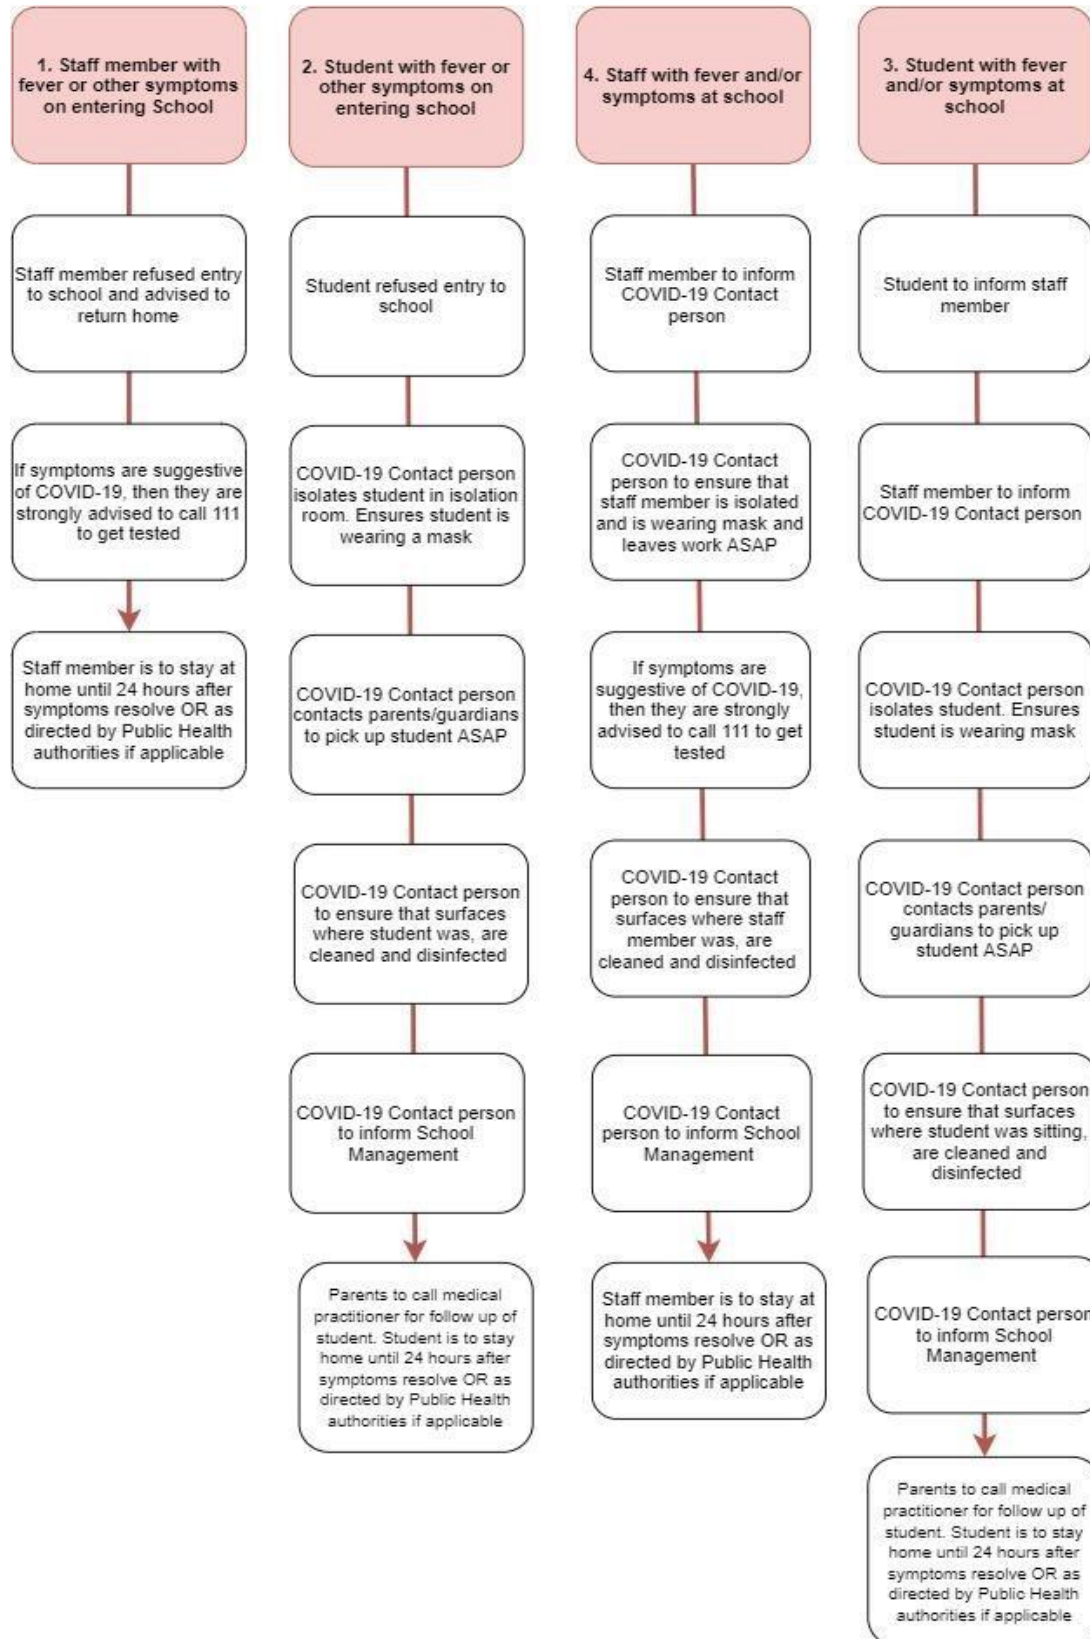 1. Staff member with
fever or other symptoms
on entering School
Staff member refused entry
to school and advised to
return home
If symptoms are suggestive
of COVID-19, then they are
strongly advised to call 111
to get tested
Staff member is to stay at
home until 24 hours after
symptoms resolve OR as
directed by Public Health
authorities if applicable
2. Student with fever or
other symptoms on
entering school
Student refused entry to
school
COVID-19 Contact person
isolates student in isolation
room. Ensures student is
wearing a mask
COVID-19 Contact person
contacts parents/guardians
to pick up student ASAP
COVID-19 Contact person
to ensure that surfaces
where student was, are
cleaned and disinfected
COVID-19 Contact person
to inform School
Management
Parents to call medical
practitioner for follow up of
student. Student is to stay
home until 24 hours after
symptoms resolve OR as
directed by Public Health
authorities if applicable
4. Staff with fever and/or
symptoms at school
Staff member to inform
COVID-19 Contact
person
COVID-19 Contact
person to ensure that
staff member is isolated
and is wearing mask and
leaves work ASAP
If symptoms are
suggestive of COVID-19,
then they are strongly
advised to call 111 to get
tested
COVID-19 Contact
person to ensure that
surfaces where staff
member was, are
cleaned and disinfected
COVID-19 Contact
person to inform School
Management
Staff member is to stay at
home until 24 hours after
symptoms resolve OR as
directed by Public Health
authorities if applicable
3. Student with fever
and/or symptoms at
school
Student to inform staff
member
Staff member to inform
COVID-19 Contact person
COVID-19 Contact person
isolates student. Ensures
student is wearing mask
COVID-19 Contact person
contacts parents/
guardians to pick up
student ASAP
COVID-19 Contact person
to ensure that surfaces
where student was sitting,
are cleaned and
disinfected
COVID-19 Contact person
to inform School
Management
Parents to call medical
practitioner for follow up of
student. Student is to stay
home until 24 hours after
symptoms resolve OR as
directed by Public Health
authorities if applicable